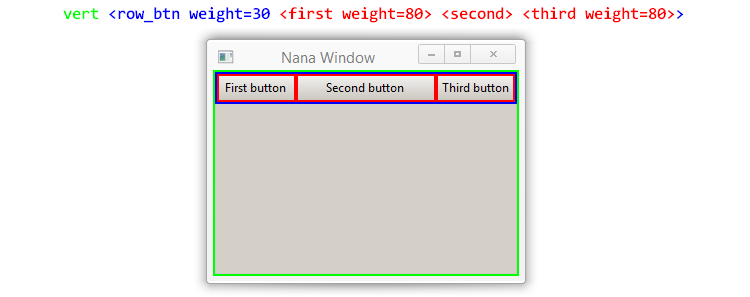 vert <row_btn weight=30 <first weight=80> <second> <third weight=80>>
Nana Window
First button Second button Third button